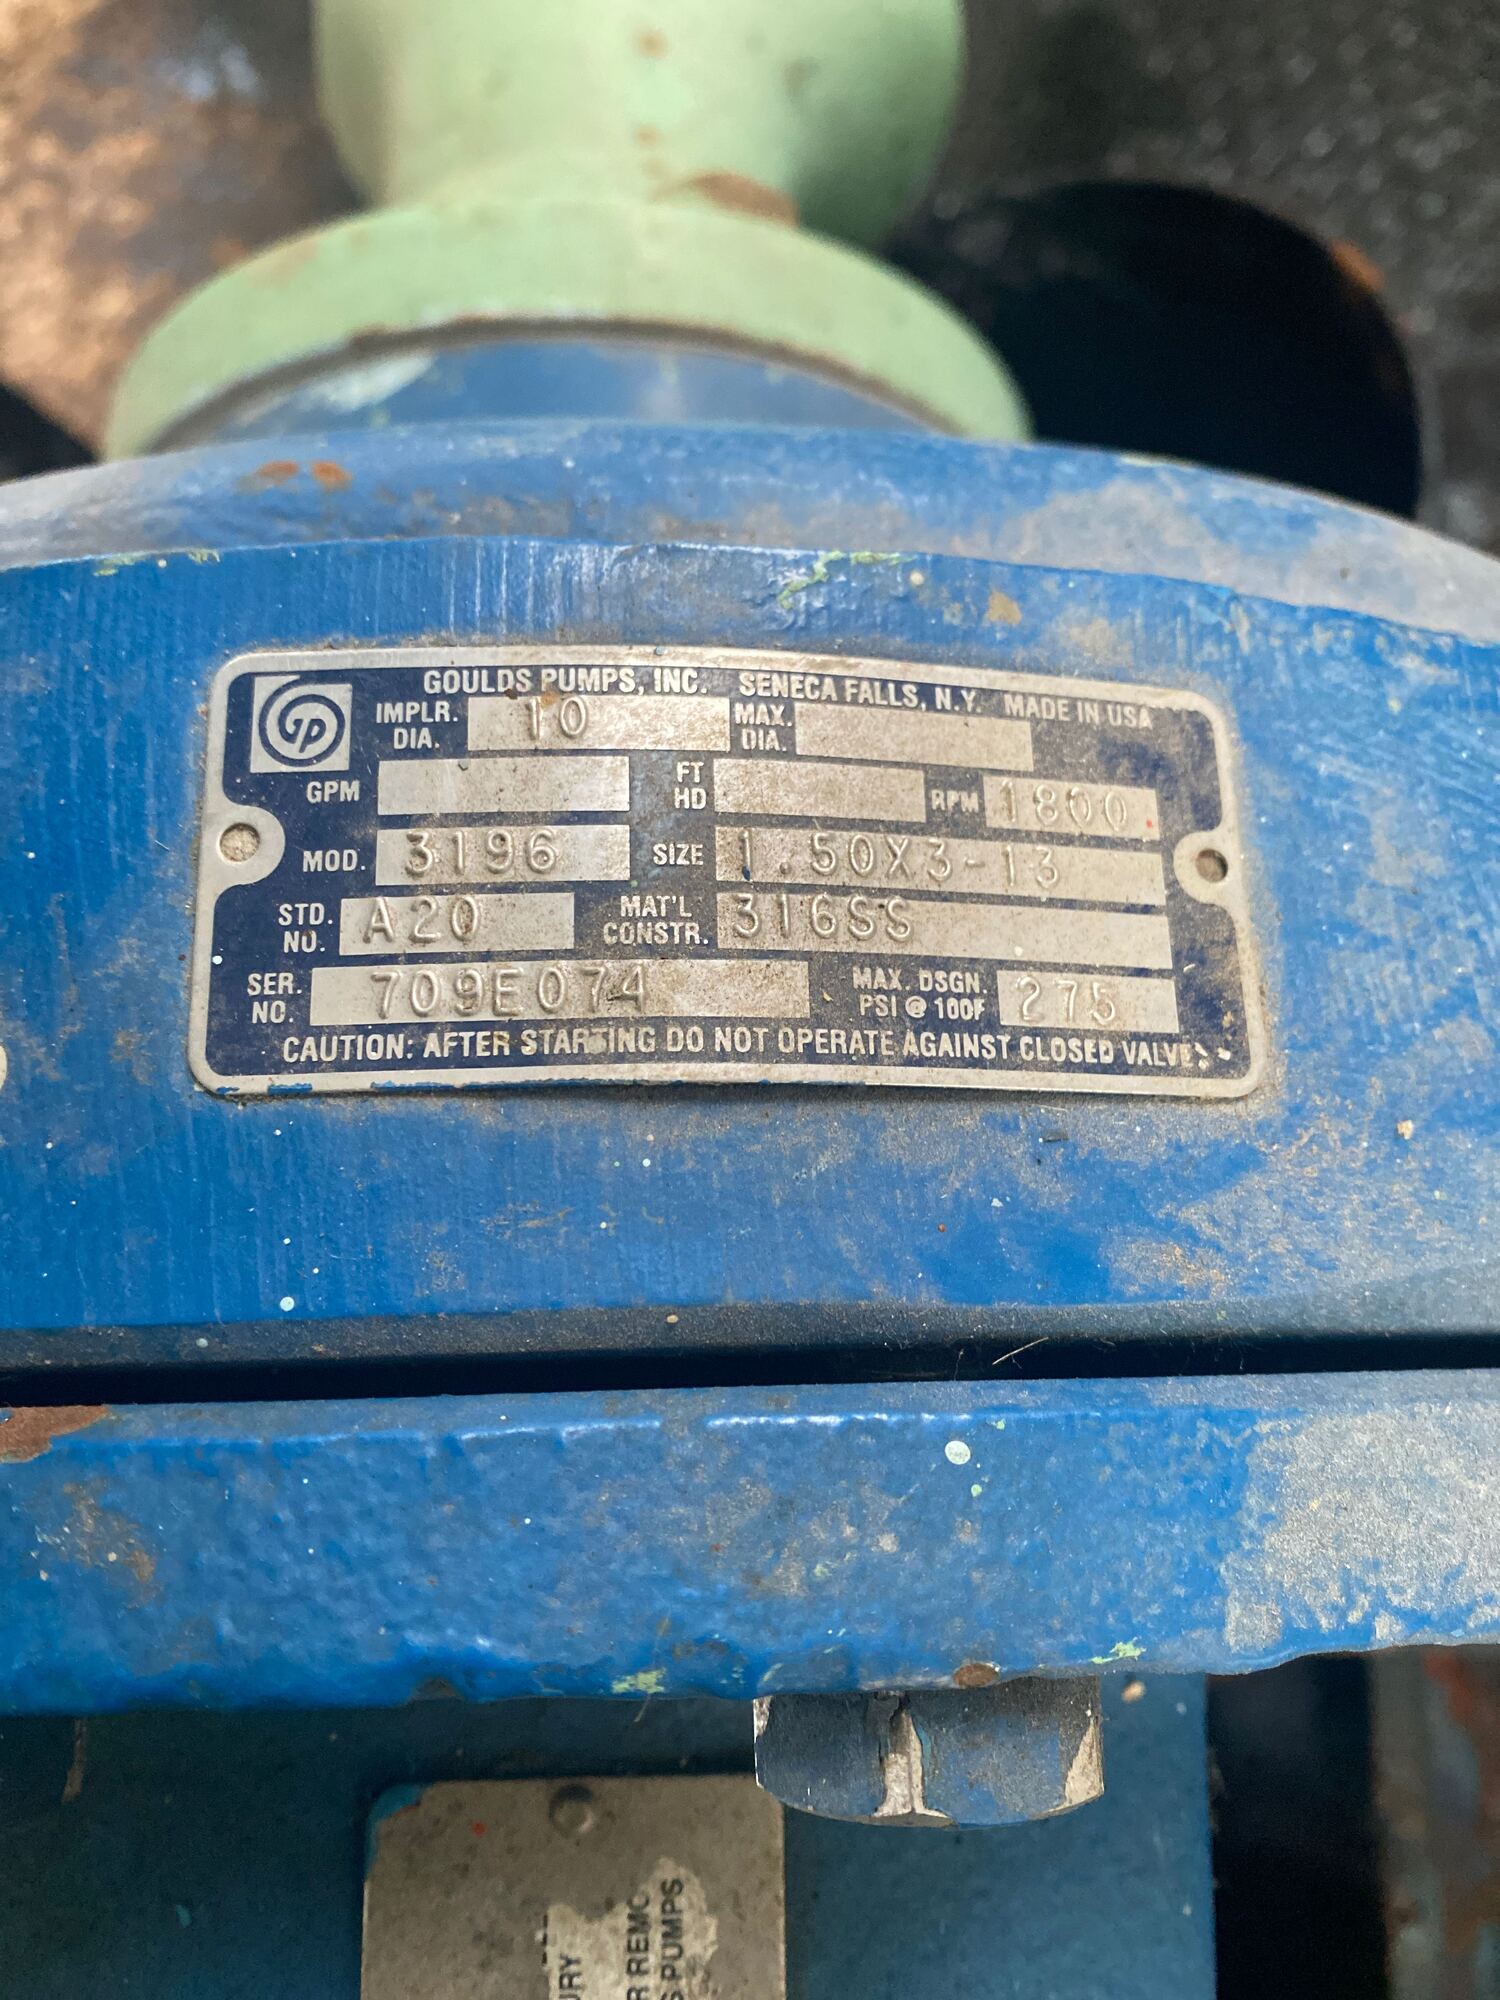 GP
GOULDS PUMPS, INC. SENECA FALLS, N.Y. MADE IN USA
IMPLR. DIA. 10 MAX. DIA.
GPM FT HD RPM 1800
MOD. 3196 SIZE 1.50X3-13
STD. NO. A20 MAT'L CONSTR. 316SS
SER. NO. 709E074 MAX. DSGN. PSI @ 100F 275
CAUTION: AFTER STARTING DO NOT OPERATE AGAINST CLOSED VALVE
PUMPS